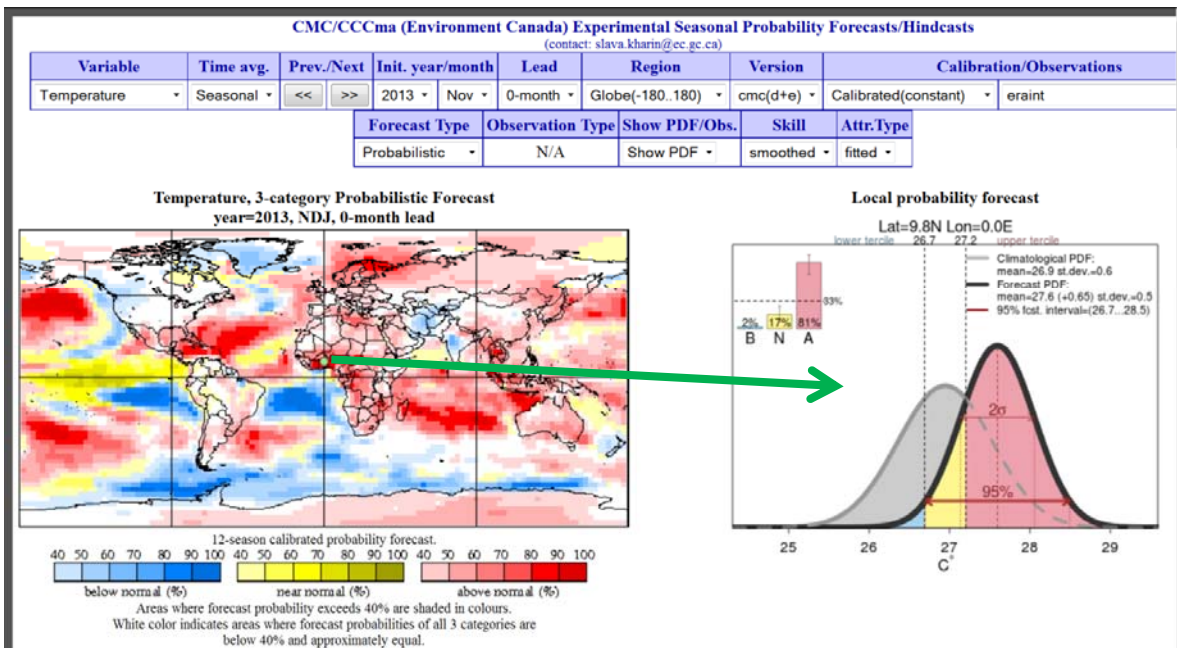 CMC/CCCma (Environment Canada) Experimental Seasonal Probability Forecasts/Hindcasts
(contact: slava.kharin@ec.gc.ca)
Variable Time avg. Prev./Next Init. year/month Lead Region Version Calibration/Observations
Temperature Seasonal << >> 2013 Nov 0-month Globe(-180..180) cmc(d+e) Calibrated(constant) eraint
Forecast Type Observation Type Show PDF/Obs. Skill Attr.Type
Probabilistic N/A Show PDF smoothed fitted
Temperature, 3-category Probabilistic Forecast
year=2013, NDJ, 0-month lead
12-season calibrated probability forecast.
40 50 60 70 80 90 100 40 50 60 70 80 90 100 40 50 60 70 80 90 100
below normal (%) near normal (%) above normal (%)
Areas where forecast probability exceeds 40% are shaded in colours.
White color indicates areas where forecast probabilities of all 3 categories are
below 40% and approximately equal.
Local probability forecast
Lat=9.8N Lon=0.0E
lower tercile 26.7 27.2 upper tercile
Climatological PDF:
mean=26.9 st.dev.=0.6
Forecast PDF:
mean=27.6 (+0.65) st.dev.=0.5
95% fcst. interval=(26.7...28.5)
33%
2% 17% 81%
B N A
2σ
95%
25 26 27 28 29
C°